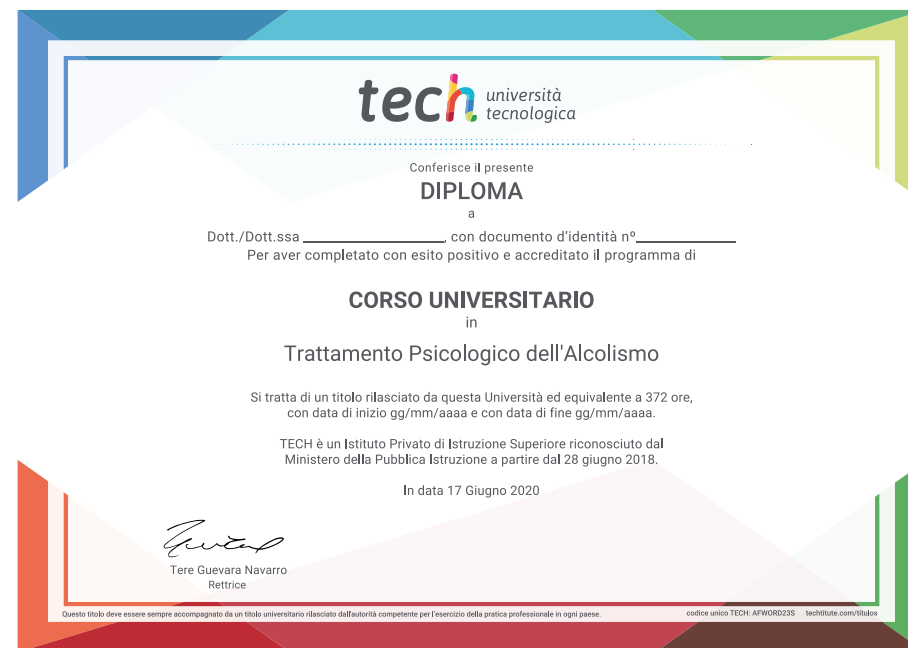 tech università
tecnologica
Conferisce il presente
DIPLOMA
a
Dott./Dott.ssa ____________________, con documento d'identità nº______________
Per aver completato con esito positivo e accreditato il programma di
CORSO UNIVERSITARIO
in
Trattamento Psicologico dell'Alcolismo
Si tratta di un titolo rilasciato da questa Università ed equivalente a 372 ore,
con data di inizio gg/mm/aaaa e con data di fine gg/mm/aaaa.
TECH è un Istituto Privato di Istruzione Superiore riconosciuto dal
Ministero della Pubblica Istruzione a partire dal 28 giugno 2018.
In data 17 Giugno 2020
Tere Guevara Navarro
Rettrice
Questo titolo deve essere sempre accompagnato da un titolo universitario rilasciato dall'autorità competente per l'esercizio della pratica professionale in ogni paese.
codice unico TECH: AFWORD23S techtitute.com/titulos